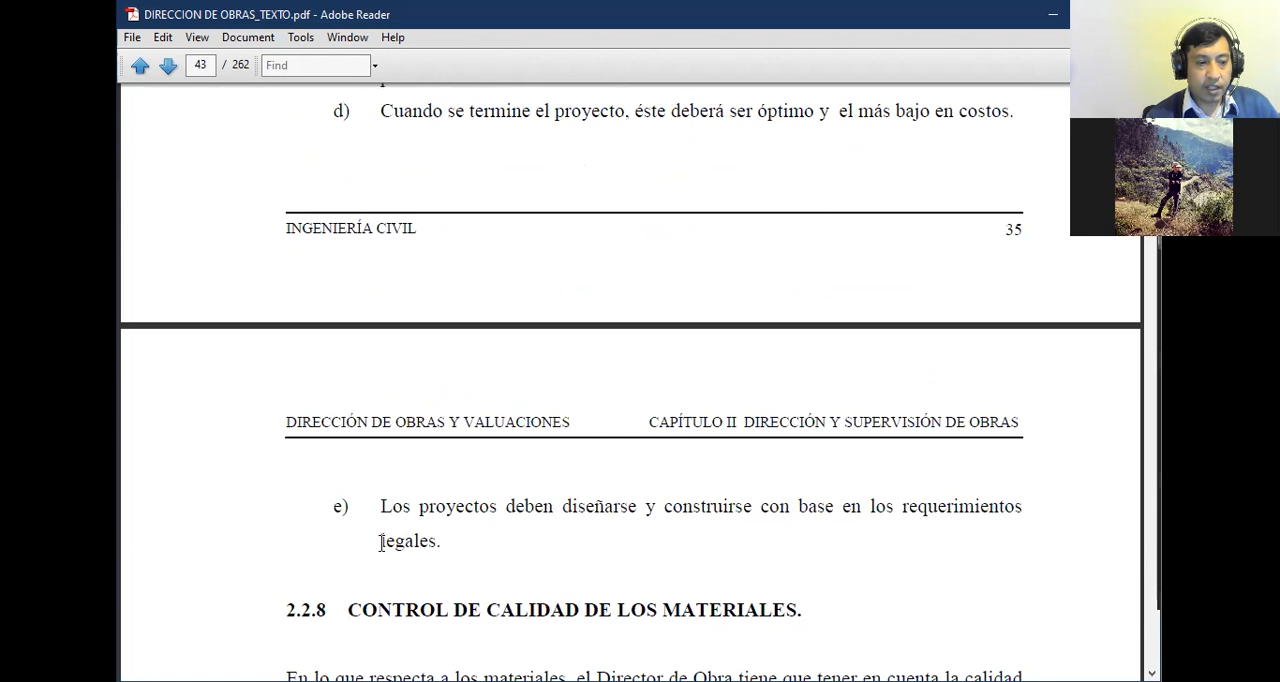 DIRECCION DE OBRAS_TEXTO.pdf - Adobe Reader
File Edit View Document Tools Window Help
43 / 262 Find
d) Cuando se termine el proyecto, éste deberá ser óptimo y el más bajo en costos.
INGENIERÍA CIVIL 35
DIRECCIÓN DE OBRAS Y VALUACIONES CAPÍTULO II DIRECCIÓN Y SUPERVISIÓN DE OBRAS
e) Los proyectos deben diseñarse y construirse con base en los requerimientos
legales.
2.2.8 CONTROL DE CALIDAD DE LOS MATERIALES.
En lo que respecta a los materiales, el Director de Obra tiene que tener en cuenta la calidad